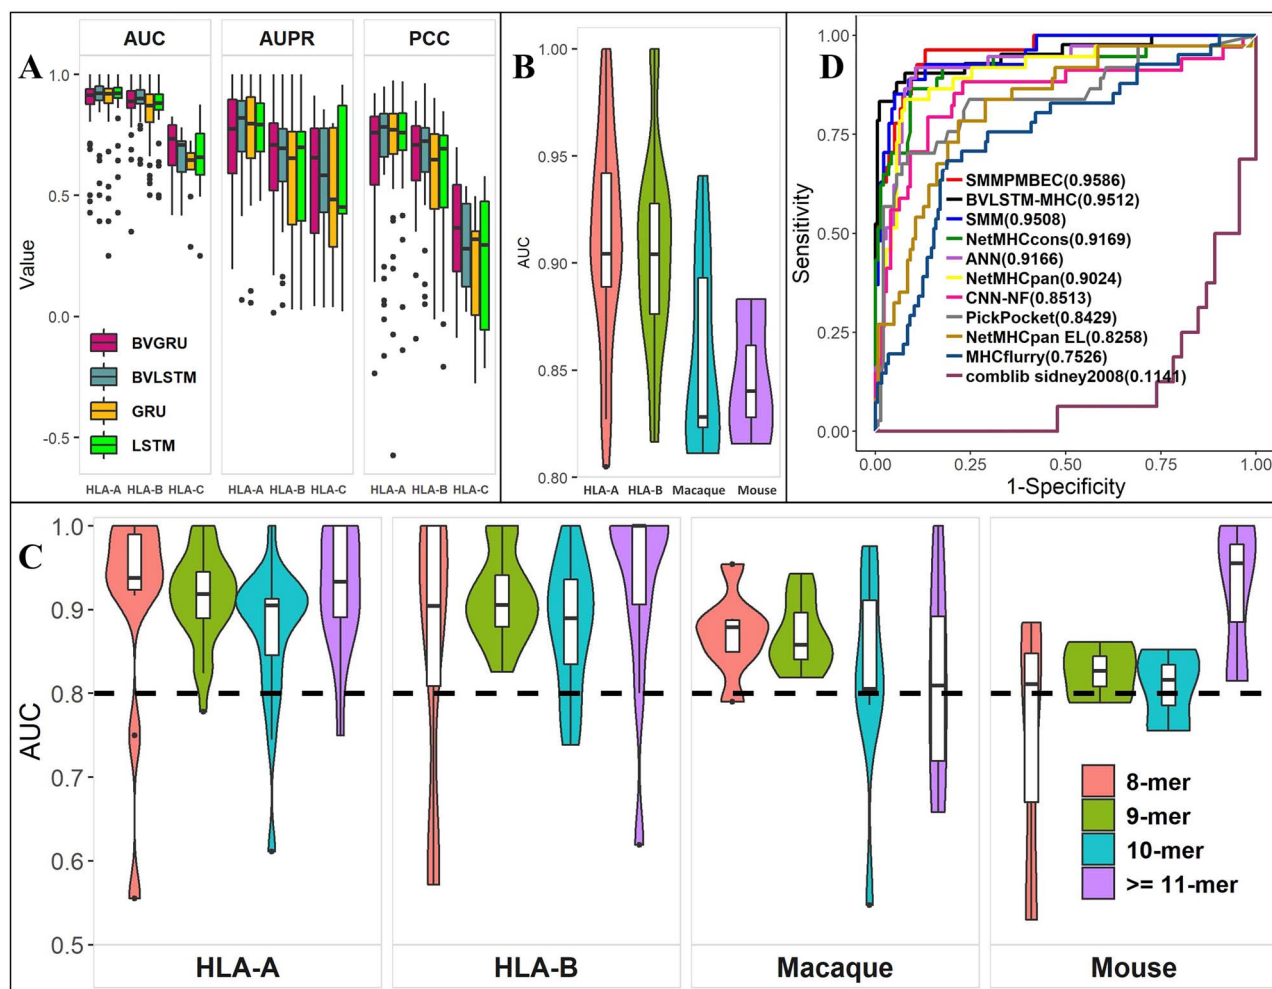 A
AUC AUPR PCC
Value
1.0
0.5
0.0
-0.5
BVGRU
BVLSTM
GRU
LSTM
HLA-A HLA-B HLA-C HLA-A HLA-B HLA-C HLA-A HLA-B HLA-C
B
AUC
1.00
0.95
0.90
0.85
0.80
HLA-A HLA-B Macaque Mouse
D
Sensitivity
1.00
0.75
0.50
0.25
0.00
SMMPMBEC(0.9586)
BVLSTM-MHC(0.9512)
SMM(0.9508)
NetMHCcons(0.9169)
ANN(0.9166)
NetMHCpan(0.9024)
CNN-NF(0.8513)
PickPocket(0.8429)
NetMHCpan EL(0.8258)
MHCflurry(0.7526)
comblib sidney2008(0.1141)
0.00 0.25 0.50 0.75 1.00
1-Specificity
C
AUC
1.0
0.9
0.8
0.7
0.6
0.5
8-mer
9-mer
10-mer
>= 11-mer
HLA-A HLA-B Macaque Mouse